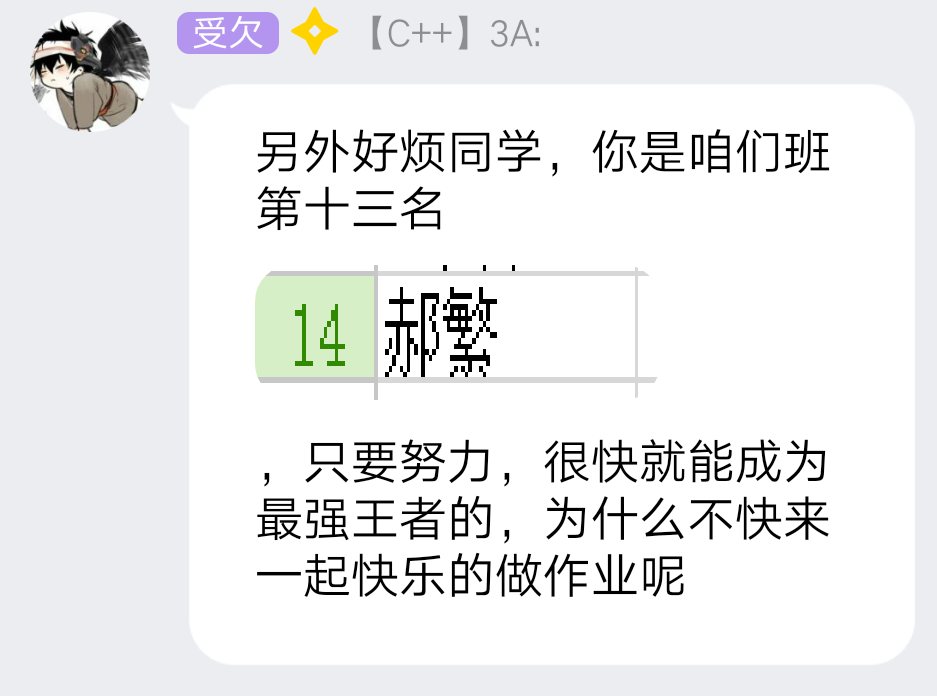 受欠 【C++】3A:
另外好烦同学，你是咱们班
第十三名
14 郝繁
，只要努力，很快就能成为
最强王者的，为什么不快来
一起快乐的做作业呢